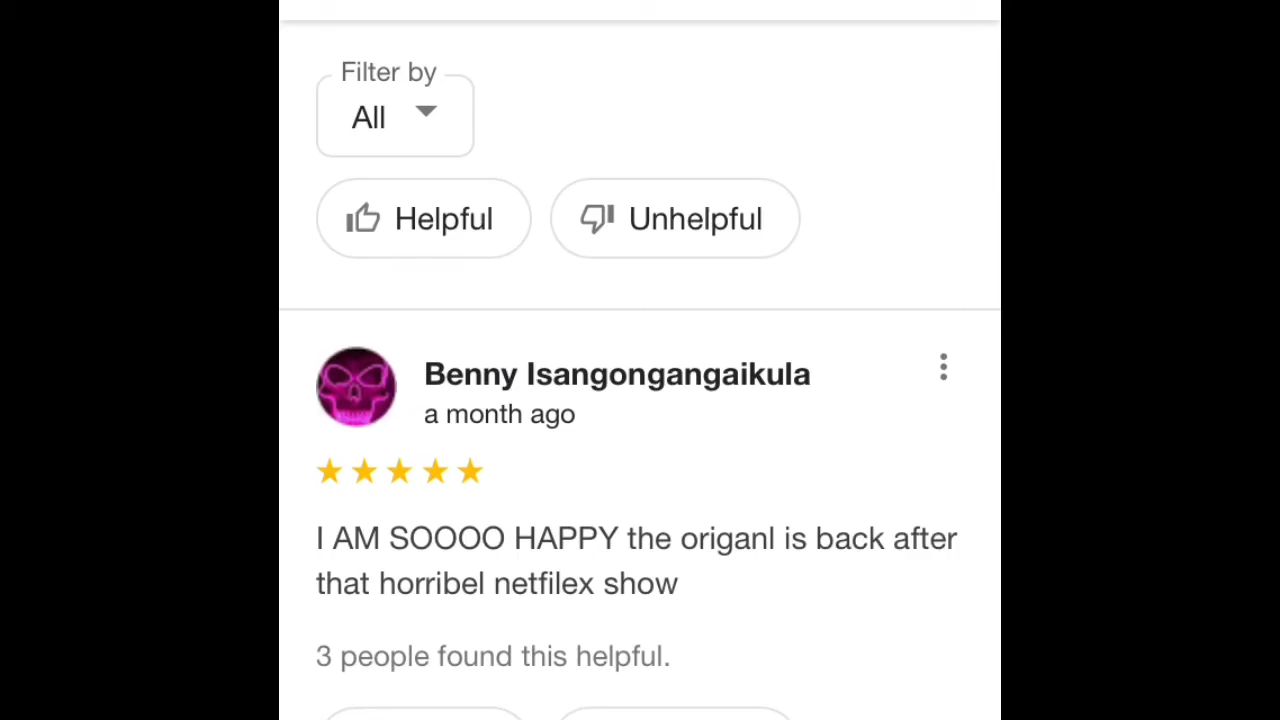 Filter by
All
Helpful Unhelpful
Benny Isangongangaikula
a month ago
I AM SOOOO HAPPY the origanl is back after
that horribel netfilex show
3 people found this helpful.